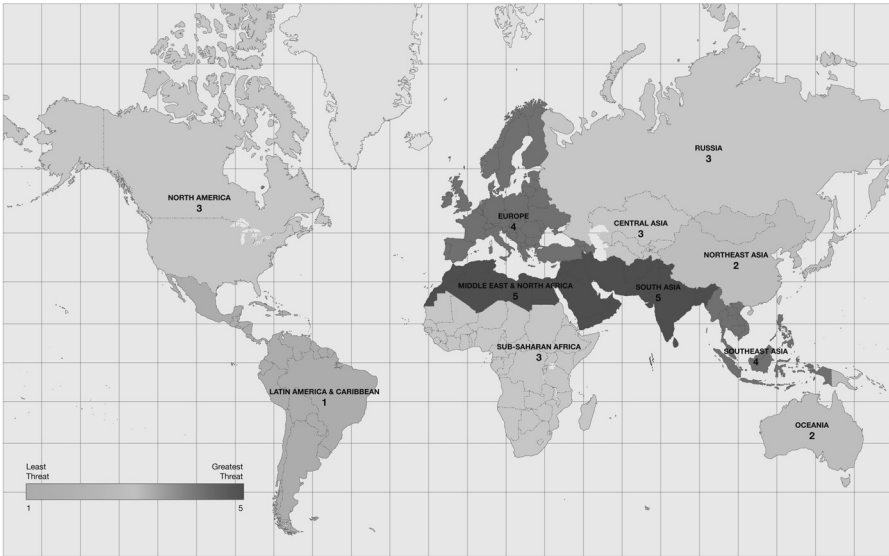 RUSSIA
3
NORTH AMERICA
3
EUROPE
4
CENTRAL ASIA
3
NORTHEAST ASIA
2
MIDDLE EAST & NORTH AFRICA
5
SOUTH ASIA
5
SUB-SAHARAN AFRICA
3
SOUTHEAST ASIA
4
LATIN AMERICA & CARIBBEAN
1
OCEANIA
2
Least
Threat
Greatest
Threat
1
5